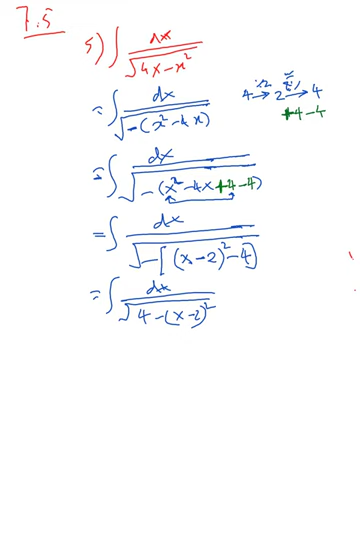 7.5
5) ∫ dx / √(4x - x²)
= ∫ dx / √(-(x² - 4x))
4 → 2 → 4
+4 - 4
= ∫ dx / √(-(x² - 4x + 4 - 4))
= ∫ dx / √(-[(x - 2)² - 4])
= ∫ dx / √(4 - (x - 2)²)